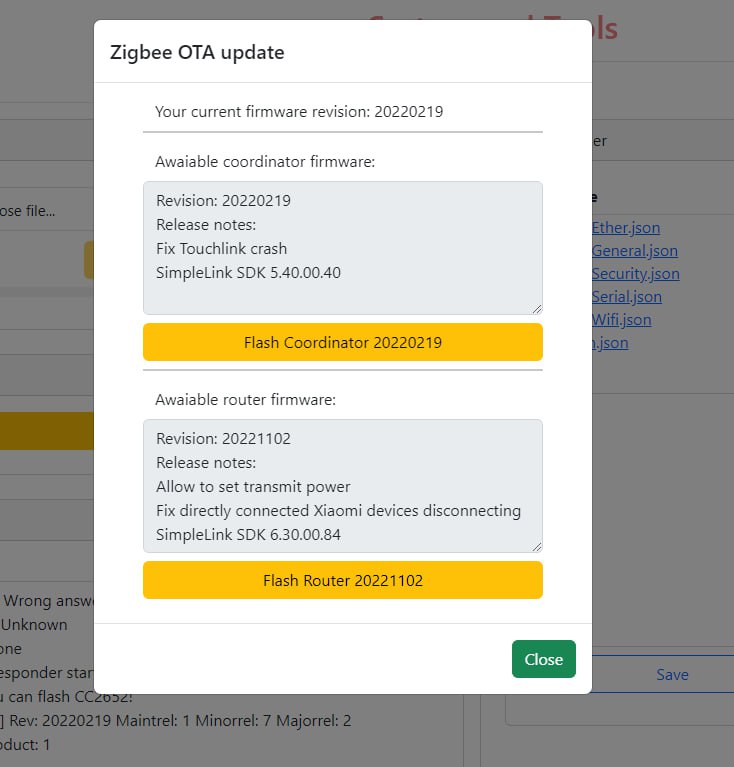 Zigbee OTA update
Your current firmware revision: 20220219
Awaiable coordinator firmware:
Revision: 20220219
Release notes:
Fix Touchlink crash
SimpleLink SDK 5.40.00.40
Flash Coordinator 20220219
Awaiable router firmware:
Revision: 20221102
Release notes:
Allow to set transmit power
Fix directly connected Xiaomi devices disconnecting
SimpleLink SDK 6.30.00.84
Flash Router 20221102
Close
ose file...
er
e
Ether.json
General.json
Security.json
Serial.json
Wifi.json
n.json
Wrong answ
Unknown
one
esponder star
u can flash CC2652!
] Rev: 20220219 Maintrel: 1 Minorrel: 7 Majorrel: 2
oduct: 1
Save